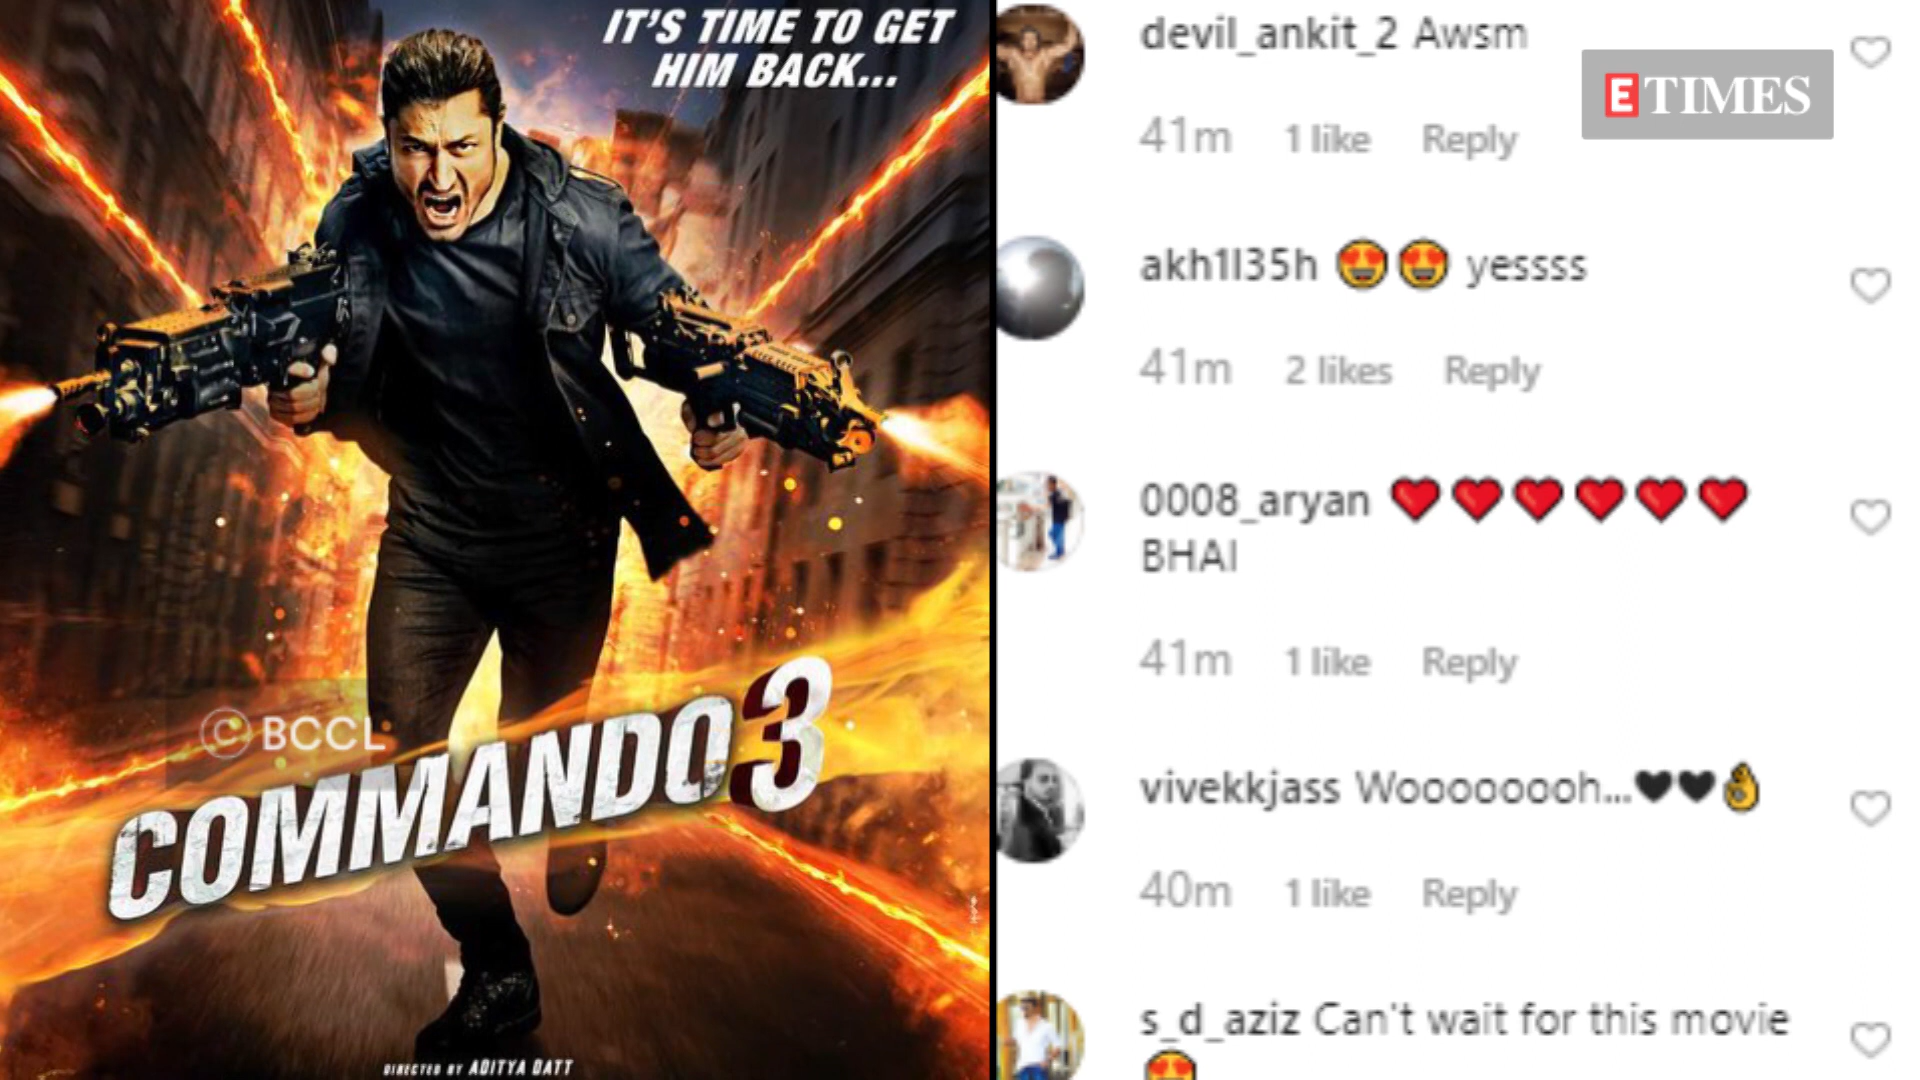 IT'S TIME TO GET
HIM BACK...
© BCCL
COMMANDO 3
DIRECTED BY ADITYA DATT
devil_ankit_2 Awsm
41m 1 like Reply
ETIMES
akh1l35h 😍😍 yessss
41m 2 likes Reply
0008_aryan ❤️❤️❤️❤️❤️❤️
BHAI
41m 1 like Reply
vivekkjass Woooooooh...🖤🖤👌
40m 1 like Reply
s_d_aziz Can't wait for this movie
😍